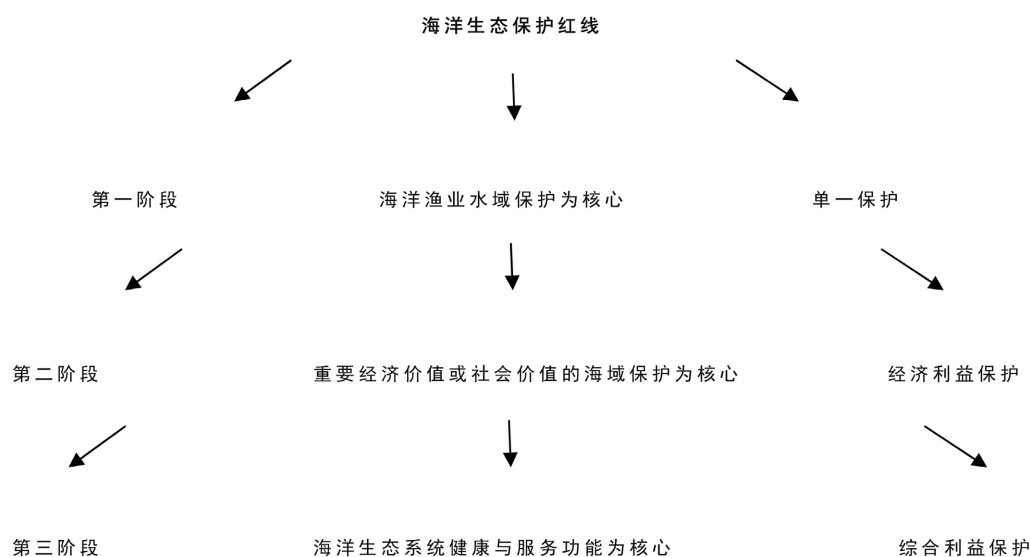 海洋生态保护红线
第一阶段 海洋渔业水域保护为核心 单一保护
第二阶段 重要经济价值或社会价值的海域保护为核心 经济利益保护
第三阶段 海洋生态系统健康与服务功能为核心 综合利益保护